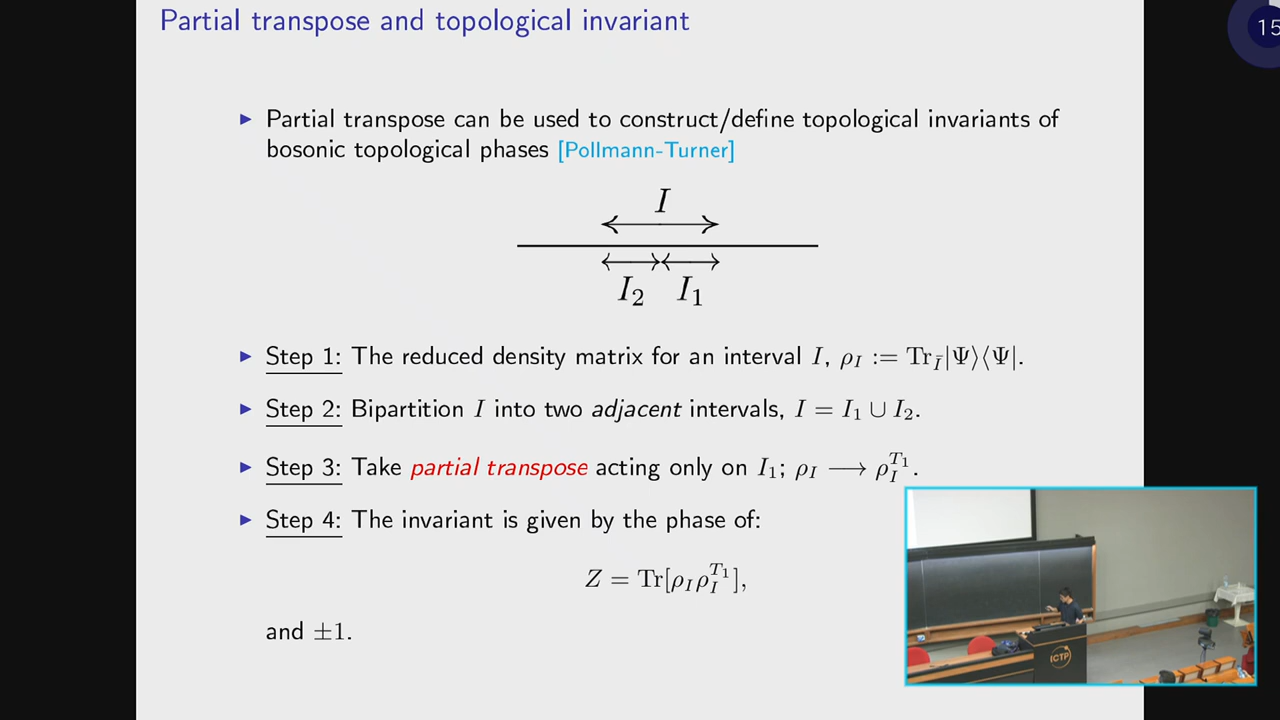 Partial transpose and topological invariant
15
▶ Partial transpose can be used to construct/define topological invariants of
bosonic topological phases [Pollmann-Turner]
I
I₂ I₁
▶ Step 1: The reduced density matrix for an interval I, ρ_I := Tr_Ī|Ψ⟩⟨Ψ|.
▶ Step 2: Bipartition I into two adjacent intervals, I = I₁ ∪ I₂.
▶ Step 3: Take partial transpose acting only on I₁; ρ_I ⟶ ρ_I^{T₁}.
▶ Step 4: The invariant is given by the phase of:
Z = Tr[ρ_I ρ_I^{T₁}],
and ±1.
ICTP